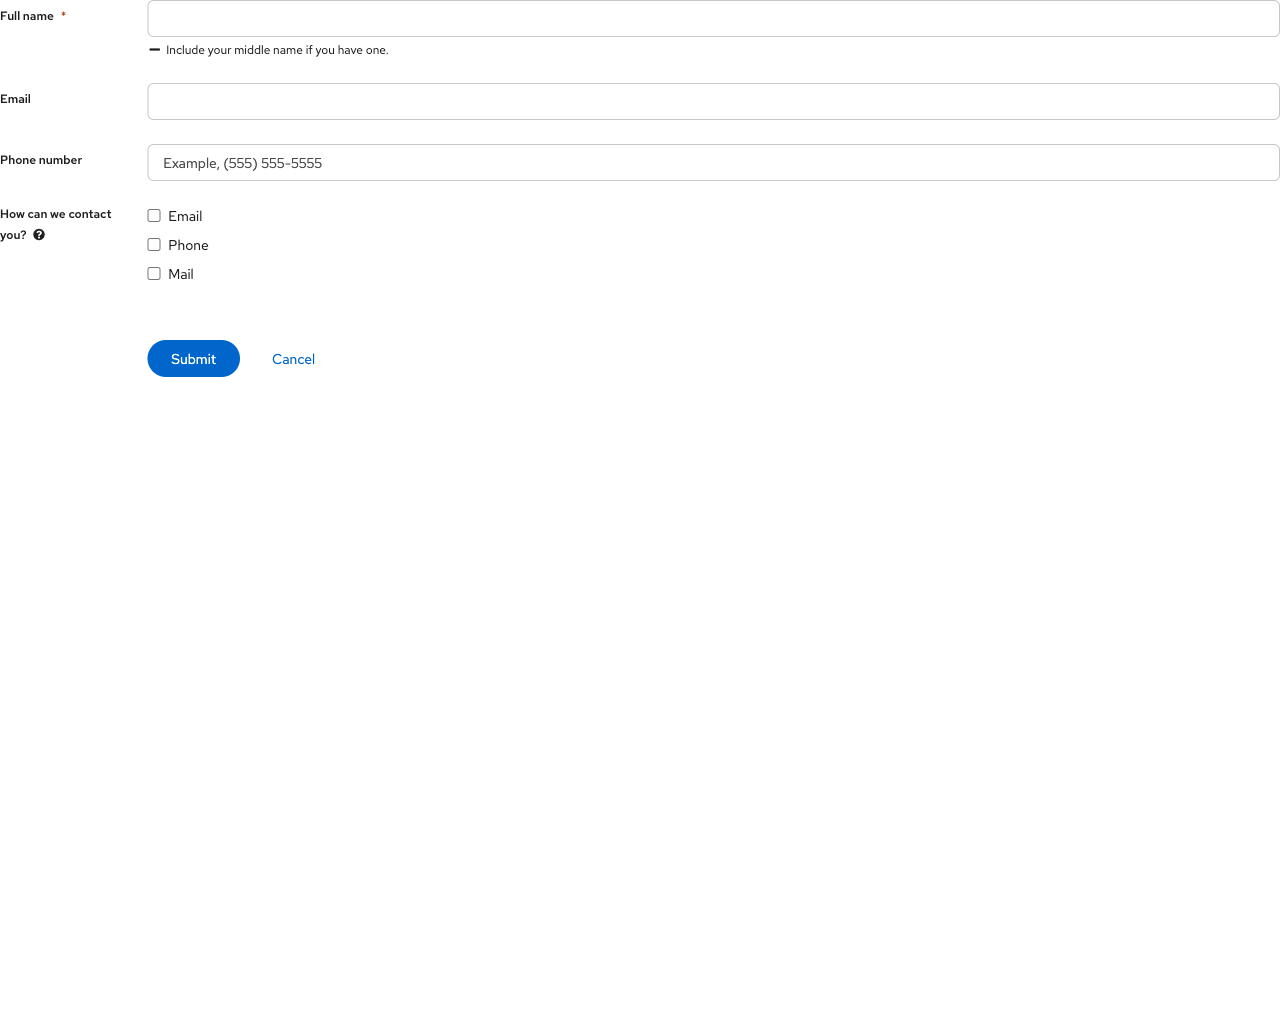 Full name *
Include your middle name if you have one.
Email
Phone number
Example, (555) 555-5555
How can we contact
you?
Email
Phone
Mail
Submit
Cancel